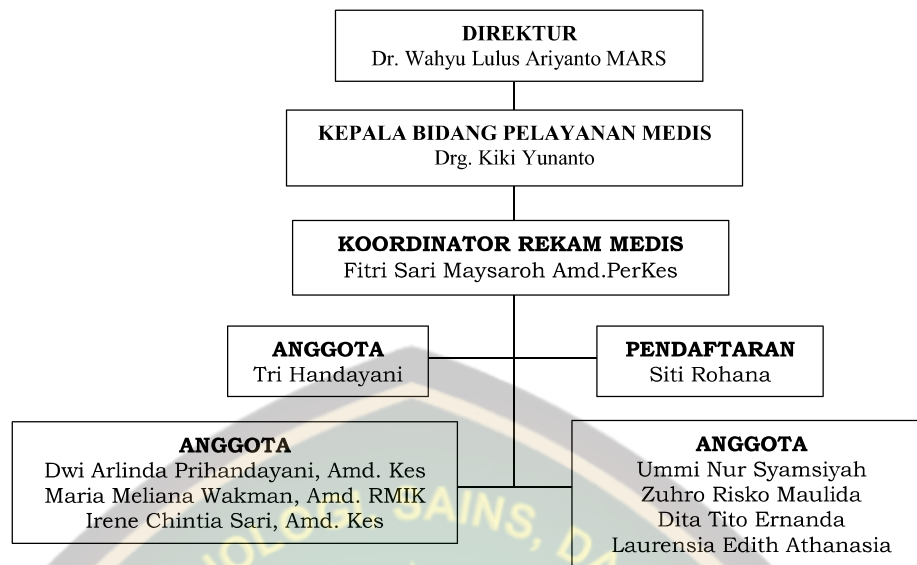 DIREKTUR
Dr. Wahyu Lulus Ariyanto MARS
KEPALA BIDANG PELAYANAN MEDIS
Drg. Kiki Yunanto
KOORDINATOR REKAM MEDIS
Fitri Sari Maysaroh Amd.PerKes
ANGGOTA
Tri Handayani
PENDAFTARAN
Siti Rohana
ANGGOTA
Dwi Arlinda Prihandayani, Amd. Kes
Maria Meliana Wakman, Amd. RMIK
Irene Chintia Sari, Amd. Kes
ANGGOTA
Ummi Nur Syamsiyah
Zuhro Risko Maulida
Dita Tito Ernanda
Laurensia Edith Athanasia
SAINS,